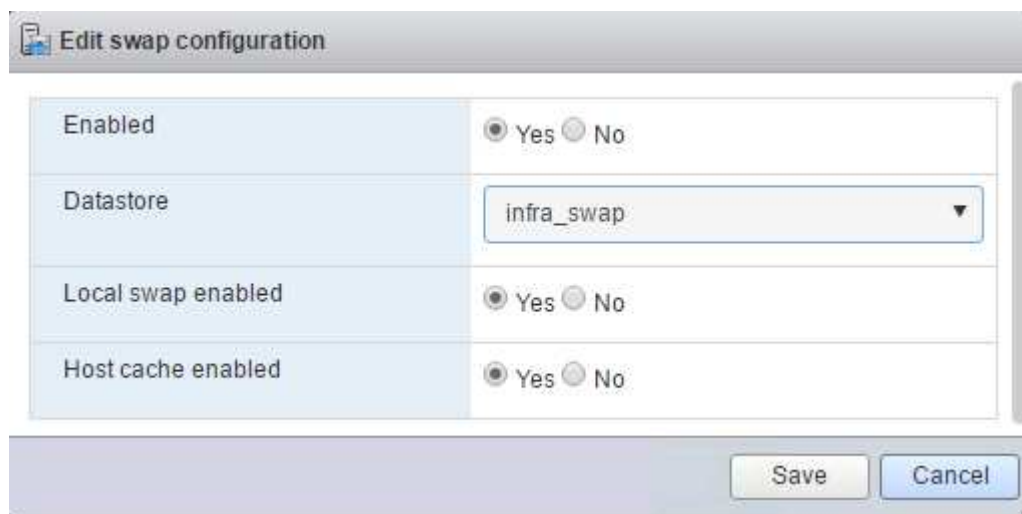 Edit swap configuration
Enabled Yes No
Datastore infra_swap
Local swap enabled Yes No
Host cache enabled Yes No
Save Cancel